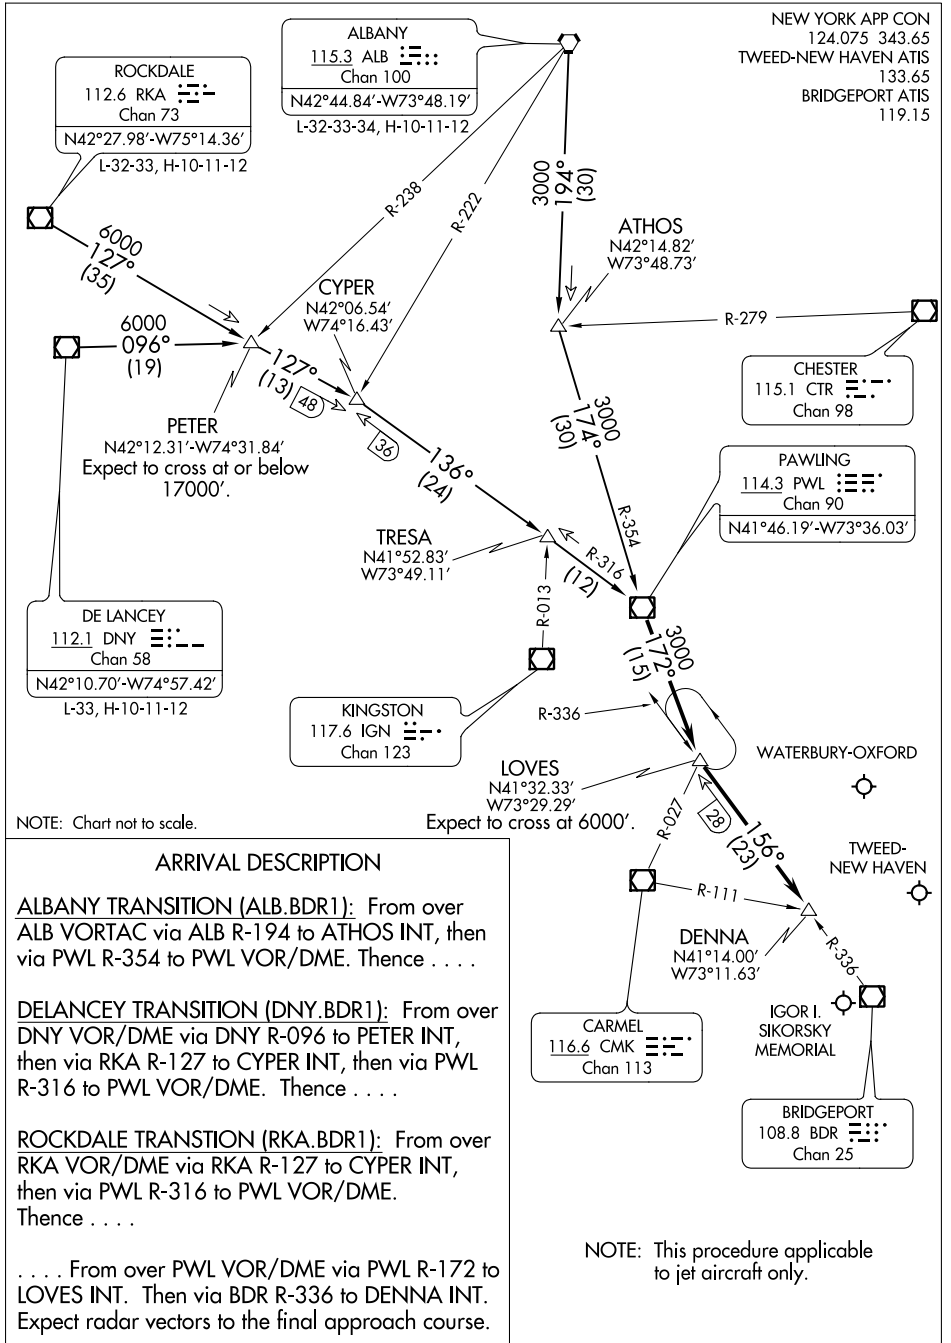 NEW YORK APP CON
124.075 343.65
TWEED-NEW HAVEN ATIS
133.65
BRIDGEPORT ATIS
119.15
ALBANY
115.3 ALB
Chan 100
N42°44.84′-W73°48.19′
L-32-33-34, H-10-11-12
ROCKDALE
112.6 RKA
Chan 73
N42°27.98′-W75°14.36′
L-32-33, H-10-11-12
R-238
R-222
3000
194°
(30)
ATHOS
N42°14.82′
W73°48.73′
6000
127°
(35)
CYPER
N42°06.54′
W74°16.43′
R-279
6000
096°
(19)
127°
(13)
48
36
CHESTER
115.1 CTR
Chan 98
PETER
N42°12.31′-W74°31.84′
Expect to cross at or below
17000′.
3000
174°
(30)
R-354
136°
(24)
PAWLING
114.3 PWL
Chan 90
N41°46.19′-W73°36.03′
TRESA
N41°52.83′
W73°49.11′
R-316
(12)
R-013
DE LANCEY
112.1 DNY
Chan 58
N42°10.70′-W74°57.42′
L-33, H-10-11-12
3000
172°
(15)
KINGSTON
117.6 IGN
Chan 123
R-336
LOVES
N41°32.33′
W73°29.29′
Expect to cross at 6000′.
WATERBURY-OXFORD
R-027
28
156°
(23)
TWEED-
NEW HAVEN
R-111
DENNA
N41°14.00′
W73°11.63′
R-336
IGOR I.
SIKORSKY
MEMORIAL
CARMEL
116.6 CMK
Chan 113
BRIDGEPORT
108.8 BDR
Chan 25
NOTE: Chart not to scale.
ARRIVAL DESCRIPTION
ALBANY TRANSITION (ALB.BDR1): From over
ALB VORTAC via ALB R-194 to ATHOS INT, then
via PWL R-354 to PWL VOR/DME. Thence . . . .
DELANCEY TRANSITION (DNY.BDR1): From over
DNY VOR/DME via DNY R-096 to PETER INT,
then via RKA R-127 to CYPER INT, then via PWL
R-316 to PWL VOR/DME. Thence . . . .
ROCKDALE TRANSTION (RKA.BDR1): From over
RKA VOR/DME via RKA R-127 to CYPER INT,
then via PWL R-316 to PWL VOR/DME.
Thence . . . .
. . . . From over PWL VOR/DME via PWL R-172 to
LOVES INT. Then via BDR R-336 to DENNA INT.
Expect radar vectors to the final approach course.
NOTE: This procedure applicable
to jet aircraft only.